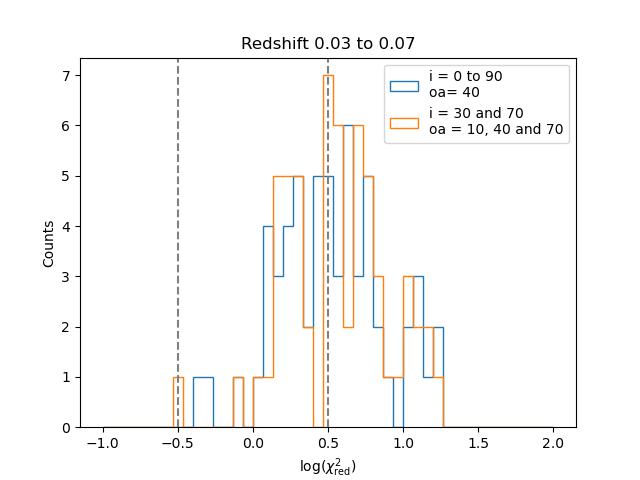 Redshift 0.03 to 0.07
i = 0 to 90
oa= 40
i = 30 and 70
oa = 10, 40 and 70
Counts
7
6
5
4
3
2
1
0
−1.0 −0.5 0.0 0.5 1.0 1.5 2.0
log(χ²red)